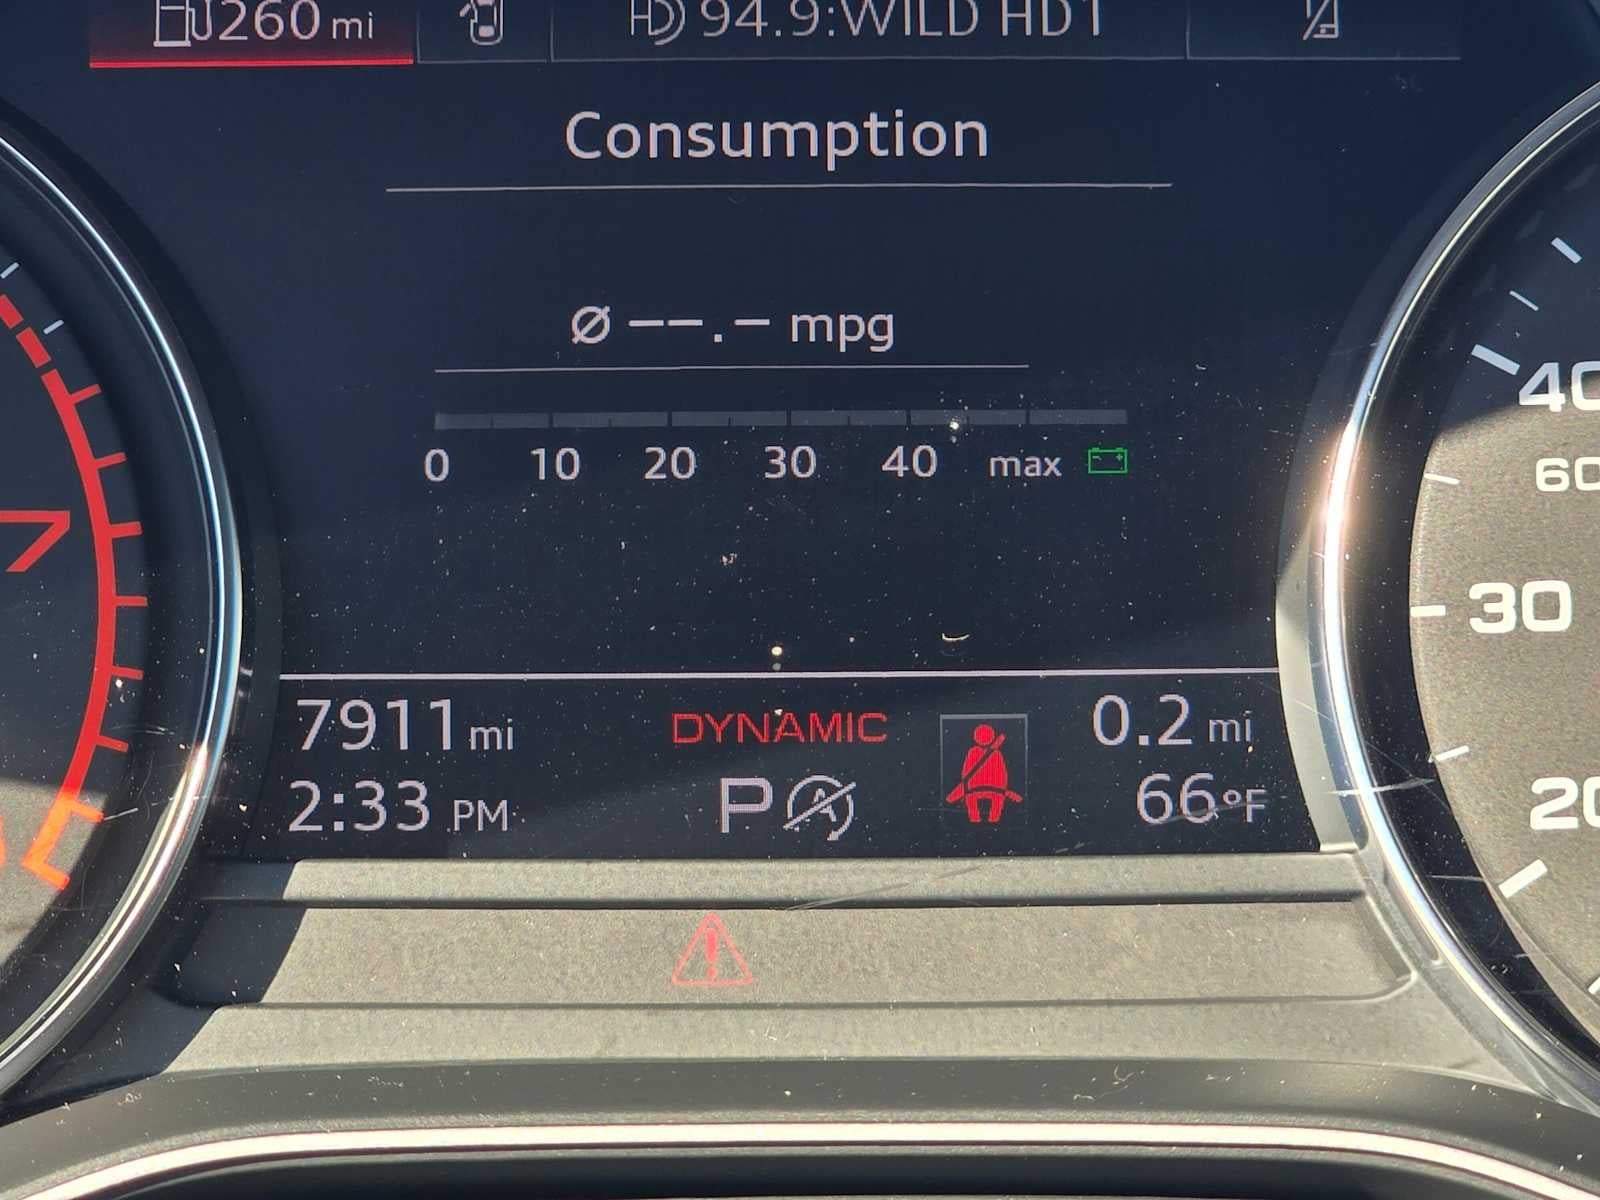 260 mi
94.9:WILD HD1
Consumption
Ø --.- mpg
0 10 20 30 40 max
7
40
60
30
20
7911 mi
DYNAMIC
0.2 mi
2:33 PM
P A
66°F